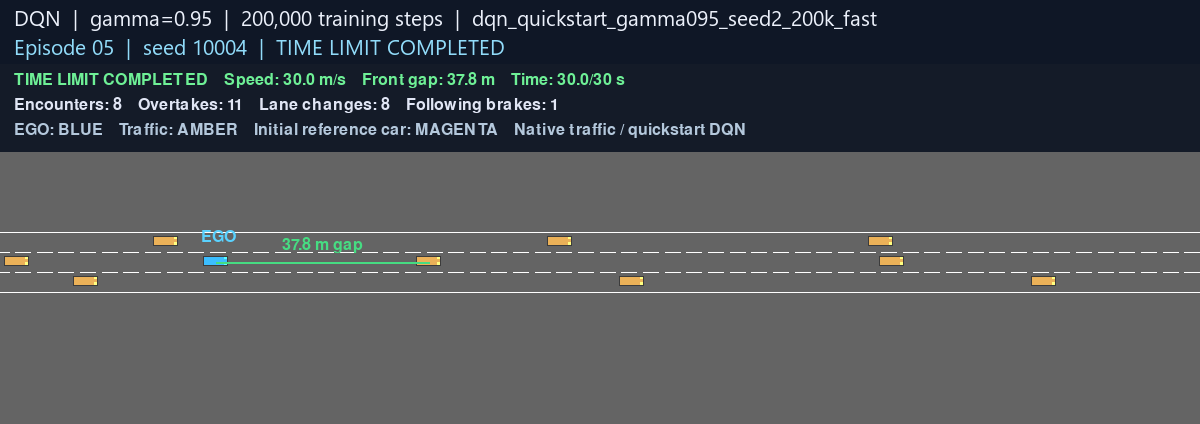 DQN | gamma=0.95 | 200,000 training steps | dqn_quickstart_gamma095_seed2_200k_fast
Episode 05 | seed 10004 | TIME LIMIT COMPLETED
TIME LIMIT COMPLETED Speed: 30.0 m/s Front gap: 37.8 m Time: 30.0/30 s
Encounters: 8 Overtakes: 11 Lane changes: 8 Following brakes: 1
EGO: BLUE Traffic: AMBER Initial reference car: MAGENTA Native traffic / quickstart DQN
EGO
37.8 m gap